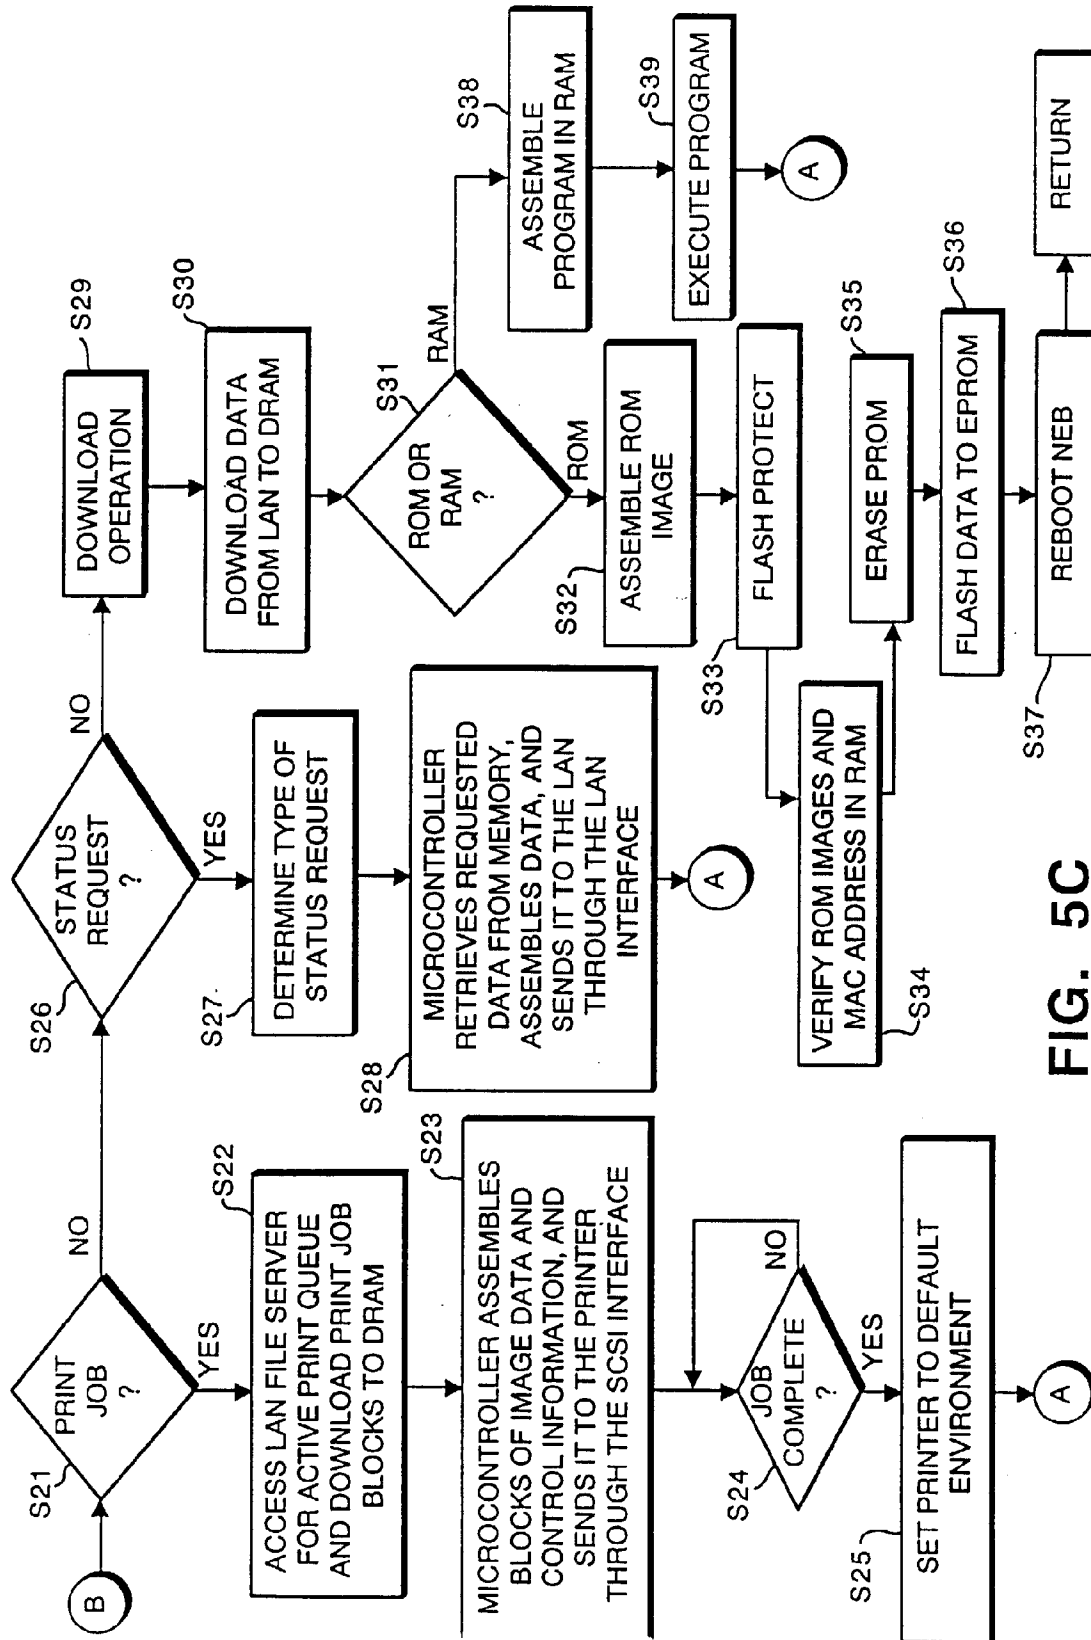 B
S21
PRINT
JOB
?
NO
YES
S22
ACCESS LAN FILE SERVER
FOR ACTIVE PRINT QUEUE
AND DOWNLOAD PRINT JOB
BLOCKS TO DRAM
S23
MICROCONTROLLER ASSEMBLES
BLOCKS OF IMAGE DATA AND
CONTROL INFORMATION, AND
SENDS IT TO THE PRINTER
THROUGH THE SCSI INTERFACE
S24
JOB
COMPLETE
?
NO
YES
S25
SET PRINTER TO DEFAULT
ENVIRONMENT
A
S26
STATUS
REQUEST
?
NO
YES
S27
DETERMINE TYPE OF
STATUS REQUEST
S28
MICROCONTROLLER
RETRIEVES REQUESTED
DATA FROM MEMORY,
ASSEMBLES DATA, AND
SENDS IT TO THE LAN
THROUGH THE LAN
INTERFACE
A
S29
DOWNLOAD
OPERATION
S30
DOWNLOAD DATA
FROM LAN TO DRAM
S31
ROM OR
RAM
?
RAM
ROM
S32
ASSEMBLE ROM
IMAGE
S33
FLASH PROTECT
VERIFY ROM IMAGES AND
MAC ADDRESS IN RAM
S34
S35
ERASE PROM
S36
FLASH DATA TO EPROM
S37
REBOOT NEB
RETURN
S38
ASSEMBLE
PROGRAM IN RAM
S39
EXECUTE PROGRAM
A
FIG. 5C